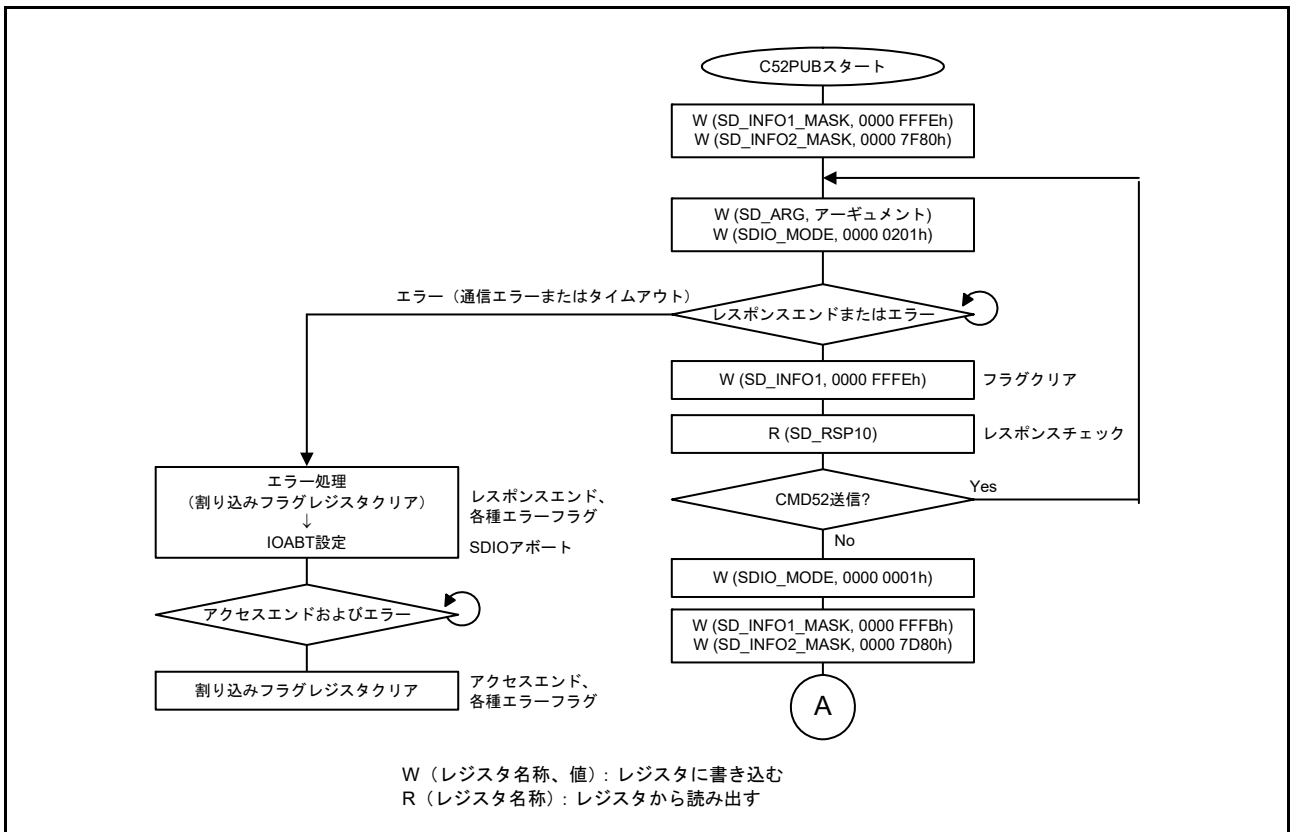 C52PUBスタート
W (SD_INFO1_MASK, 0000 FFFEh)
W (SD_INFO2_MASK, 0000 7F80h)
W (SD_ARG, アーギュメント)
W (SDIO_MODE, 0000 0201h)
エラー（通信エラーまたはタイムアウト）
レスポンスエンドまたはエラー
W (SD_INFO1, 0000 FFFEh)
フラグクリア
R (SD_RSP10)
レスポンスチェック
CMD52送信?
Yes
No
エラー処理
（割り込みフラグレジスタクリア）
↓
IOABT設定
レスポンスエンド、
各種エラーフラグ
SDIOアボート
アクセスエンドおよびエラー
割り込みフラグレジスタクリア
アクセスエンド、
各種エラーフラグ
W (SDIO_MODE, 0000 0001h)
W (SD_INFO1_MASK, 0000 FFFBh)
W (SD_INFO2_MASK, 0000 7D80h)
A
W（レジスタ名称、値）: レジスタに書き込む
R（レジスタ名称）: レジスタから読み出す